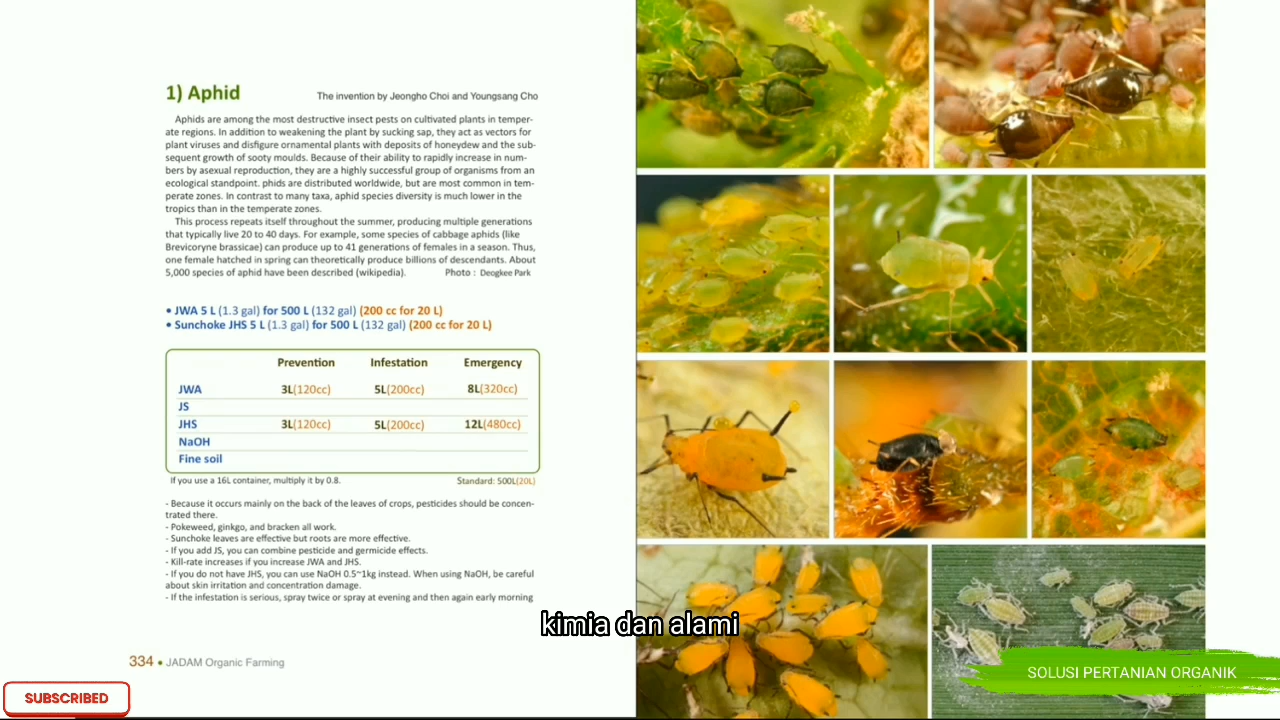 1) Aphid
The invention by Jeongho Choi and Youngsang Cho
Aphids are among the most destructive insect pests on cultivated plants in temper-
ate regions. In addition to weakening the plant by sucking sap, they act as vectors for
plant viruses and disfigure ornamental plants with deposits of honeydew and the sub-
sequent growth of sooty moulds. Because of their ability to rapidly increase in num-
bers by asexual reproduction, they are a highly successful group of organisms from an
ecological standpoint. phids are distributed worldwide, but are most common in tem-
perate zones. In contrast to many taxa, aphid species diversity is much lower in the
tropics than in the temperate zones.
This process repeats itself throughout the summer, producing multiple generations
that typically live 20 to 40 days. For example, some species of cabbage aphids (like
Brevicoryne brassicae) can produce up to 41 generations of females in a season. Thus,
one female hatched in spring can theoretically produce billions of descendants. About
5,000 species of aphid have been described (wikipedia). Photo : Deogkee Park
• JWA 5 L (1.3 gal) for 500 L (132 gal) (200 cc for 20 L)
• Sunchoke JHS 5 L (1.3 gal) for 500 L (132 gal) (200 cc for 20 L)
Prevention Infestation Emergency
JWA 3L(120cc) 5L(200cc) 8L(320cc)
JS
JHS 3L(120cc) 5L(200cc) 12L(480cc)
NaOH
Fine soil
If you use a 16L container, multiply it by 0.8. Standard: 500L(20L)
- Because it occurs mainly on the back of the leaves of crops, pesticides should be concen-
trated there.
- Pokeweed, ginkgo, and bracken all work.
- Sunchoke leaves are effective but roots are more effective.
- If you add JS, you can combine pesticide and germicide effects.
- Kill-rate increases if you increase JWA and JHS.
- If you do not have JHS, you can use NaOH 0.5~1kg instead. When using NaOH, be careful
about skin irritation and concentration damage.
- If the infestation is serious, spray twice or spray at evening and then again early morning
kimia dan alami
334 • JADAM Organic Farming
SOLUSI PERTANIAN ORGANIK
SUBSCRIBED